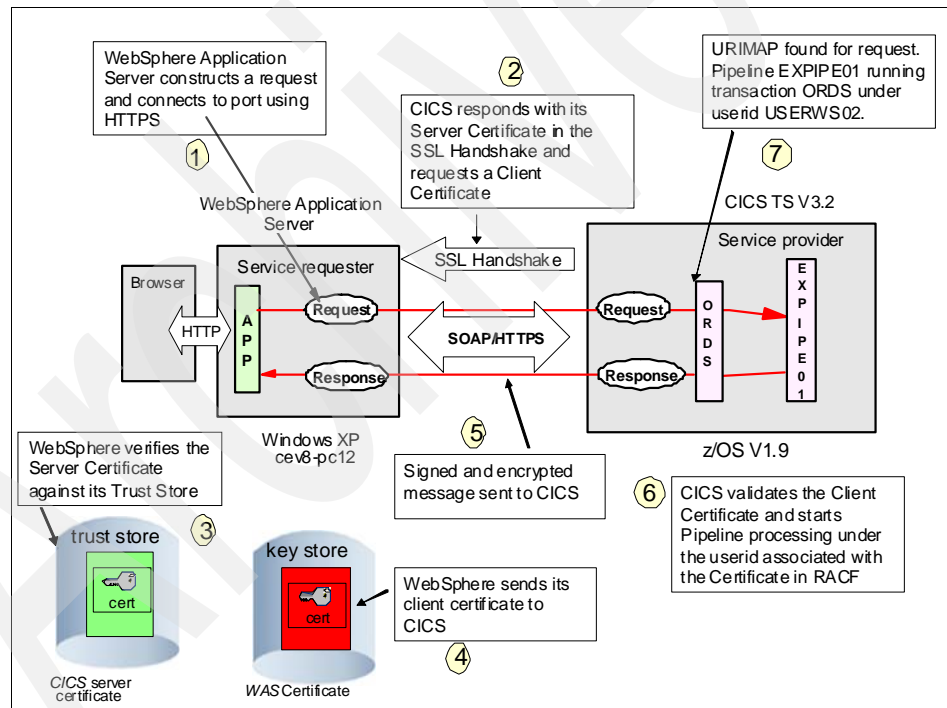 WebSphere Application
Server constructs a request
and connects to port using
HTTPS
1
2
CICS responds with its
Server Certificate in the
SSL Handshake and
requests a Client
Certificate
URIMAP found for request.
Pipeline EXPIPE01 running
transaction ORDS under
userid USERWS02.
7
WebSphere Application
Server
CICS TS V3.2
Browser
HTTP
Service requester
APP
Request
Response
SSL Handshake
SOAP/HTTPS
Service provider
Request
Response
ORDS
EXPIPE01
Windows XP
cev8-pc12
z/OS V1.9
WebSphere verifies the
Server Certificate
against its Trust Store
3
trust store
cert
CICS server
certificate
key store
cert
WAS Certificate
WebSphere sends its
client certificate to
CICS
4
5
Signed and encrypted
message sent to CICS
6
CICS validates the Client
Certificate and starts
Pipeline processing under
the userid associated with
the Certificate in RACF